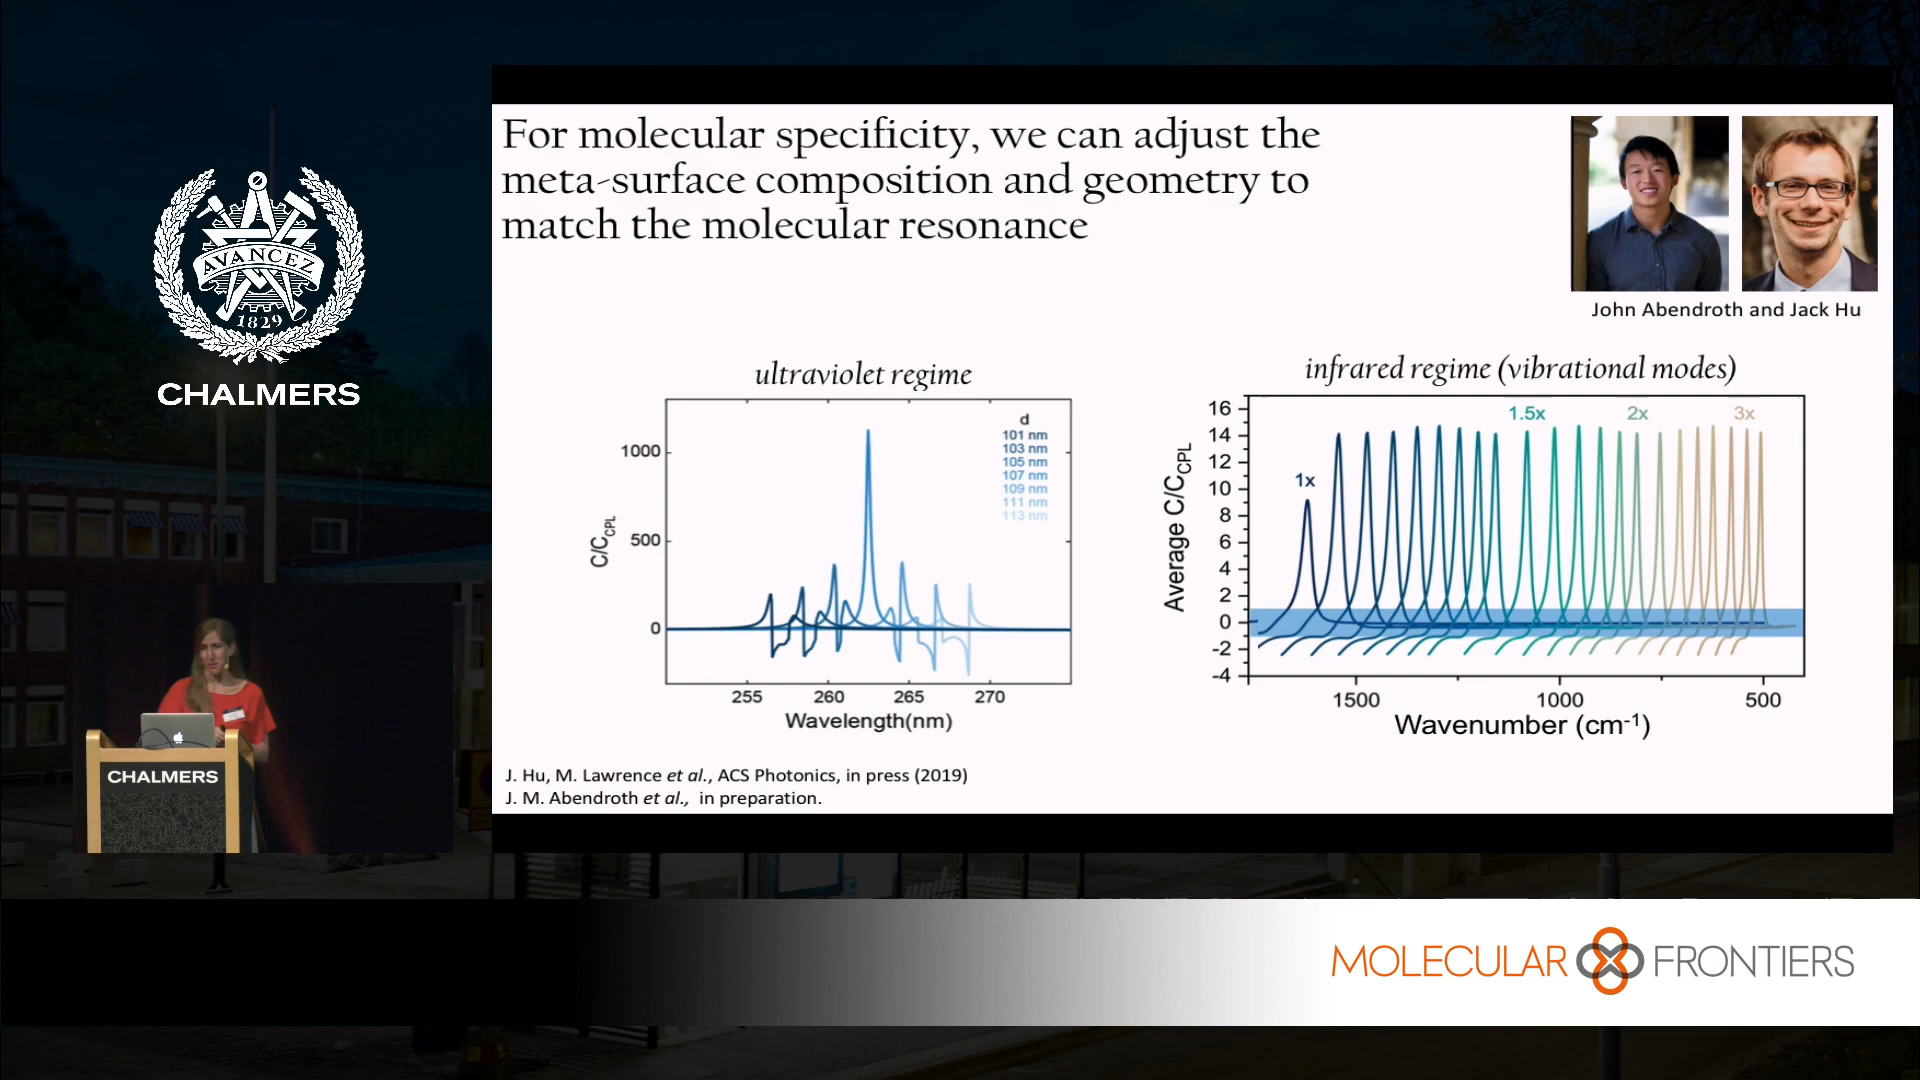 AVANCEZ
1829
CHALMERS
For molecular specificity, we can adjust the
meta-surface composition and geometry to
match the molecular resonance
John Abendroth and Jack Hu
ultraviolet regime
d
101 nm
103 nm
105 nm
107 nm
109 nm
111 nm
113 nm
1000
500
0
C/C_CPL
255 260 265 270
Wavelength(nm)
infrared regime (vibrational modes)
1x 1.5x 2x 3x
16
14
12
10
8
6
4
2
0
-2
-4
Average C/C_CPL
1500 1000 500
Wavenumber (cm⁻¹)
J. Hu, M. Lawrence et al., ACS Photonics, in press (2019)
J. M. Abendroth et al., in preparation.
CHALMERS
MOLECULAR FRONTIERS